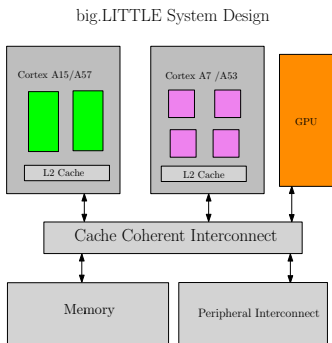 big.LITTLE System Design
Cortex A15/A57
Cortex A7 /A53
GPU
L2 Cache
L2 Cache
Cache Coherent Interconnect
Memory
Peripheral Interconnect